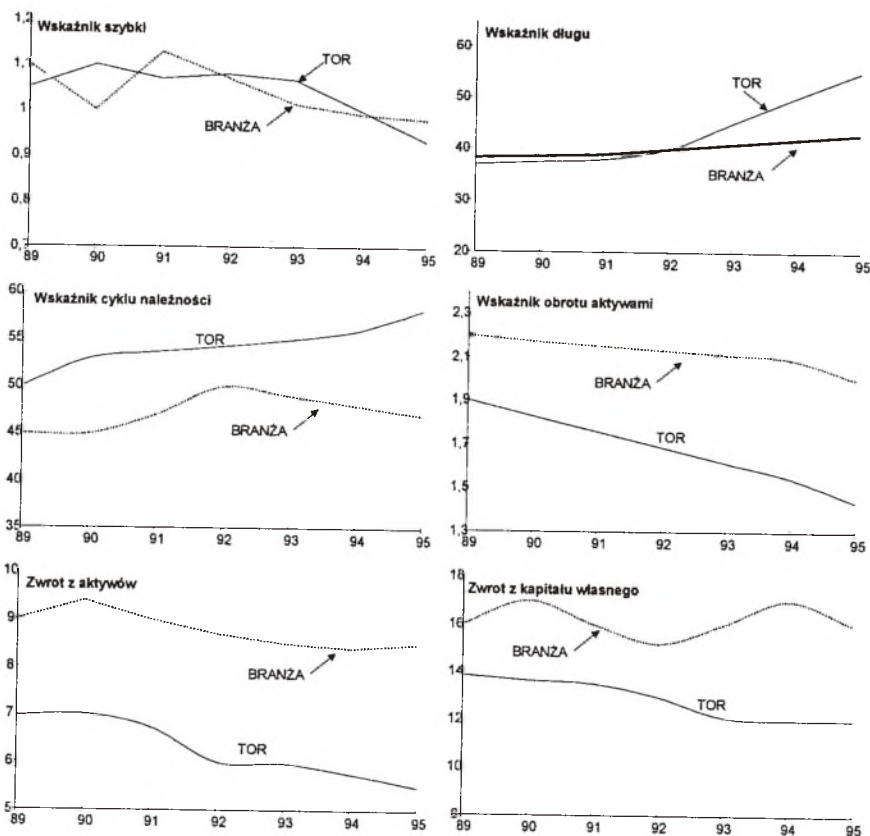 Wskaźnik szybki
1,2
1,1
1
0,9
0,8
0,
TOR
BRANŻA
89 90 91 92 93 94 95
Wskaźnik długu
60
50
40
30
20
TOR
BRANŻA
89 90 91 92 93 94 95
Wskaźnik cyklu należności
60
55
50
45
40
35
TOR
BRANŻA
89 90 91 92 93 94 95
Wskaźnik obrotu aktywami
2,3
2,1
1,9
1,7
1,5
1,3
BRANŻA
TOR
89 90 91 92 93 94 95
Zwrot z aktywów
10
9
8
7
6
5
BRANŻA
TOR
89 90 91 92 93 94 95
Zwrot z kapitału własnego
18
16
14
12
10
8
BRANŻA
TOR
89 90 91 92 93 94 95